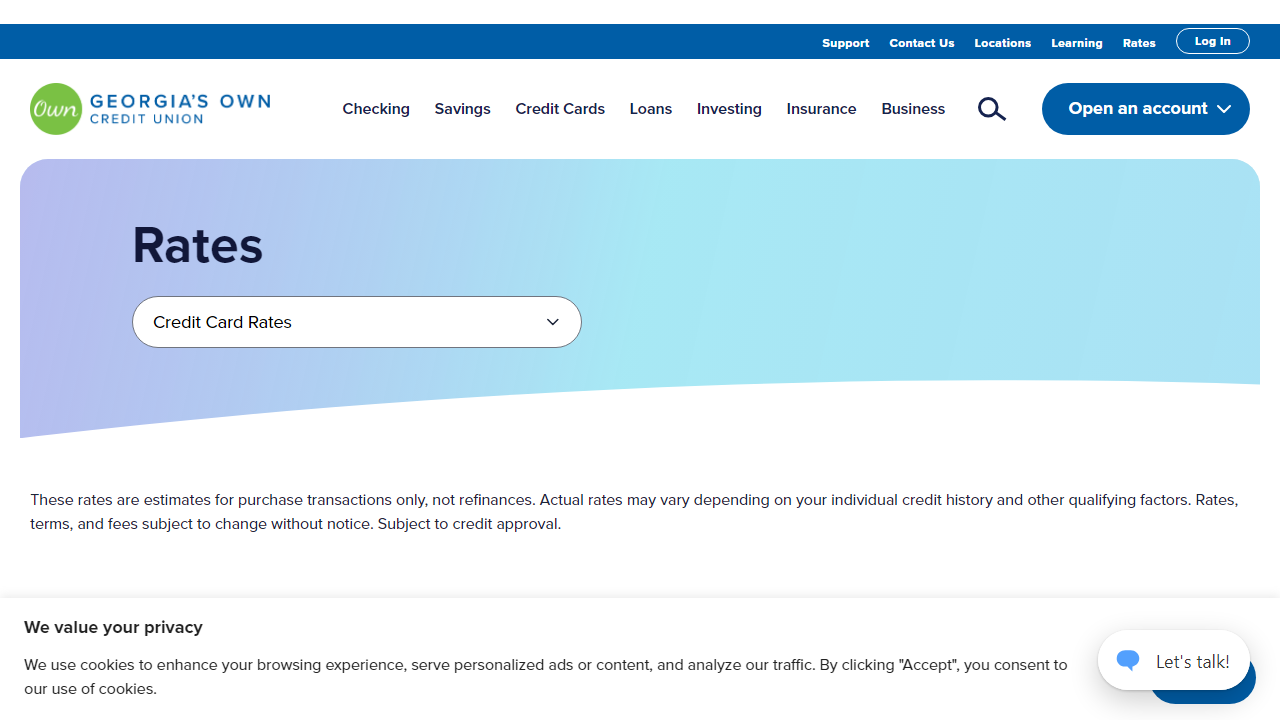 Support Contact Us Locations Learning Rates Log In
Own GEORGIA'S OWN
CREDIT UNION
Checking Savings Credit Cards Loans Investing Insurance Business Open an account
Rates
Credit Card Rates
These rates are estimates for purchase transactions only, not refinances. Actual rates may vary depending on your individual credit history and other qualifying factors. Rates,
terms, and fees subject to change without notice. Subject to credit approval.
We value your privacy
We use cookies to enhance your browsing experience, serve personalized ads or content, and analyze our traffic. By clicking "Accept", you consent to
our use of cookies.
Let's talk!